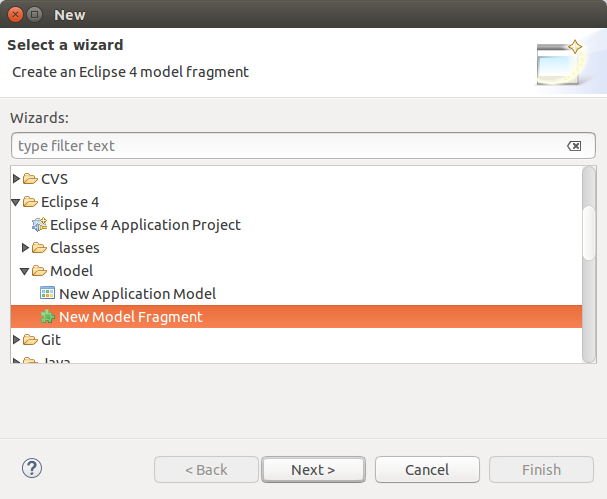 New
Select a wizard
Create an Eclipse 4 model fragment
Wizards:
type filter text
CVS
Eclipse 4
Eclipse 4 Application Project
Classes
Model
New Application Model
New Model Fragment
Git
Java
< Back
Next >
Cancel
Finish